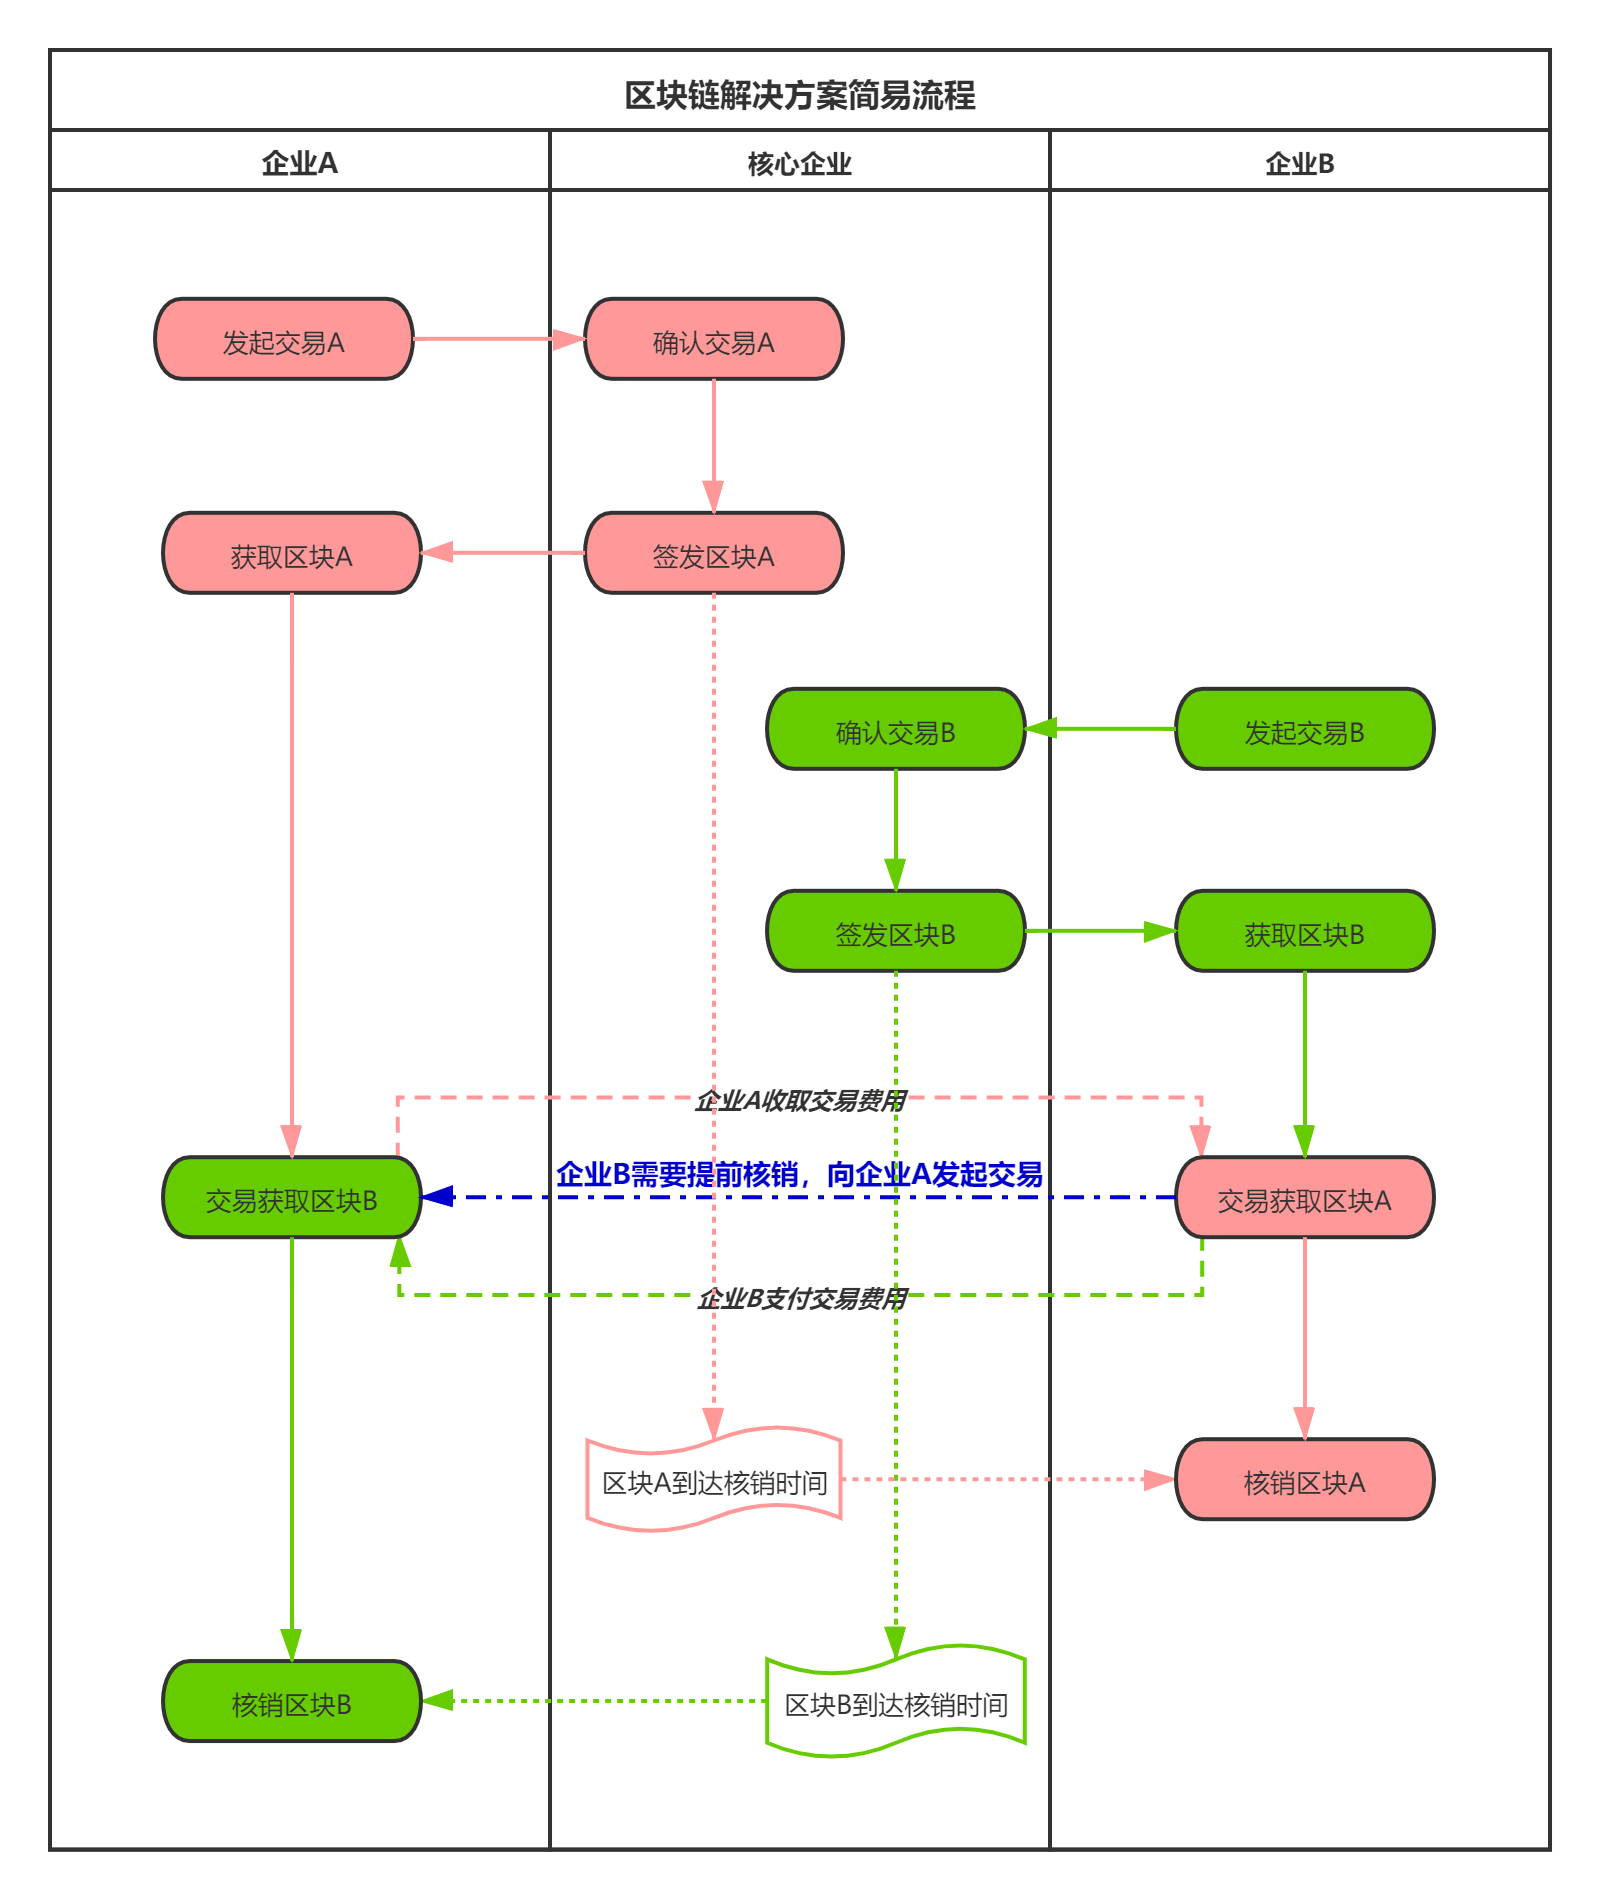 区块链解决方案简易流程
企业A
核心企业
企业B
发起交易A
确认交易A
获取区块A
签发区块A
确认交易B
发起交易B
签发区块B
获取区块B
企业A收取交易费用
企业B需要提前核销，向企业A发起交易
交易获取区块B
交易获取区块A
企业B支付交易费用
区块A到达核销时间
核销区块A
核销区块B
区块B到达核销时间